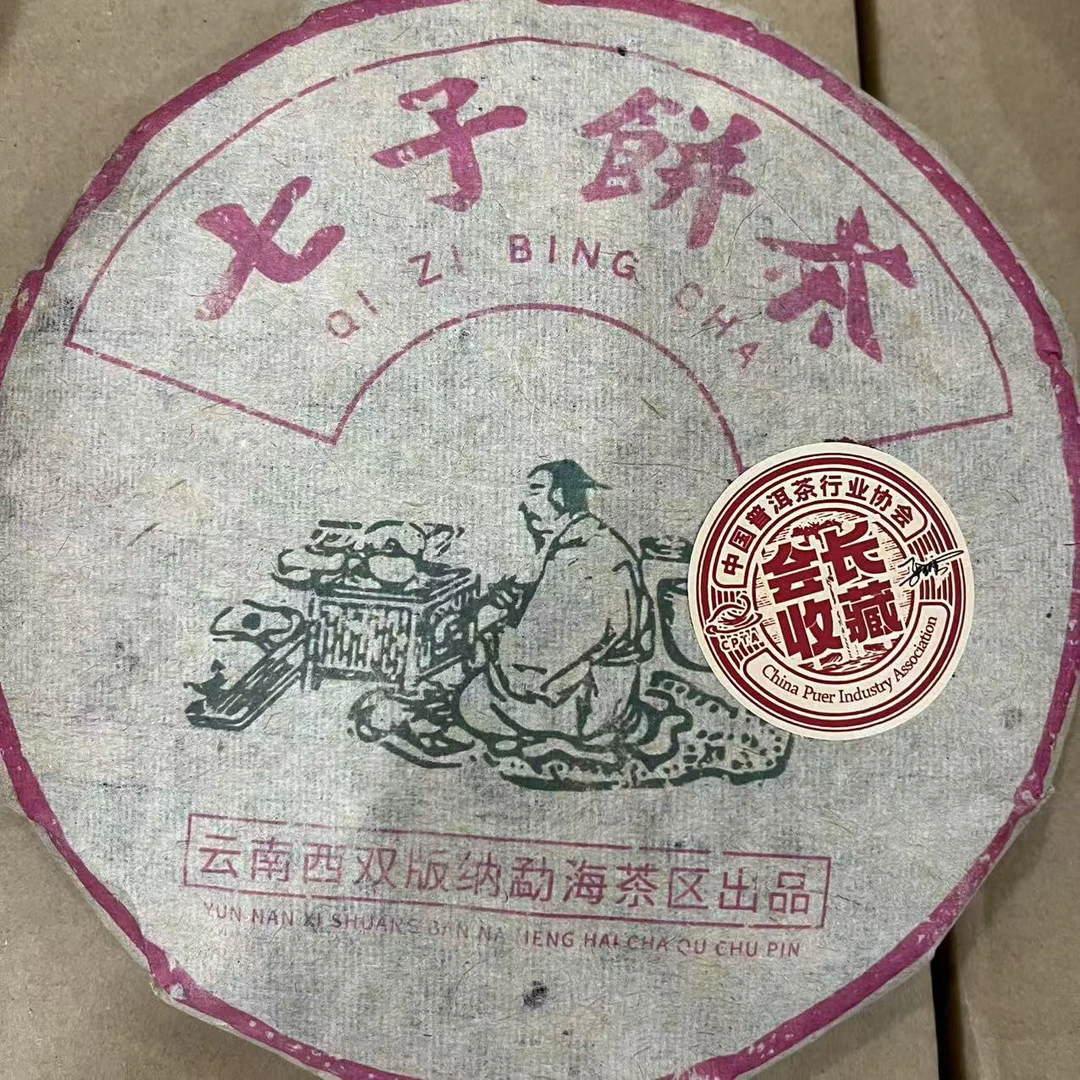 七子餅茶
QI ZI BING CHA
中国普洱茶行业协会
会长
收藏
CPTA
China Puer Industry Association
云南西双版纳勐海茶区出品
YUN NAN XI SHUANG BAN NA MENG HAI CHA QU CHU PIN